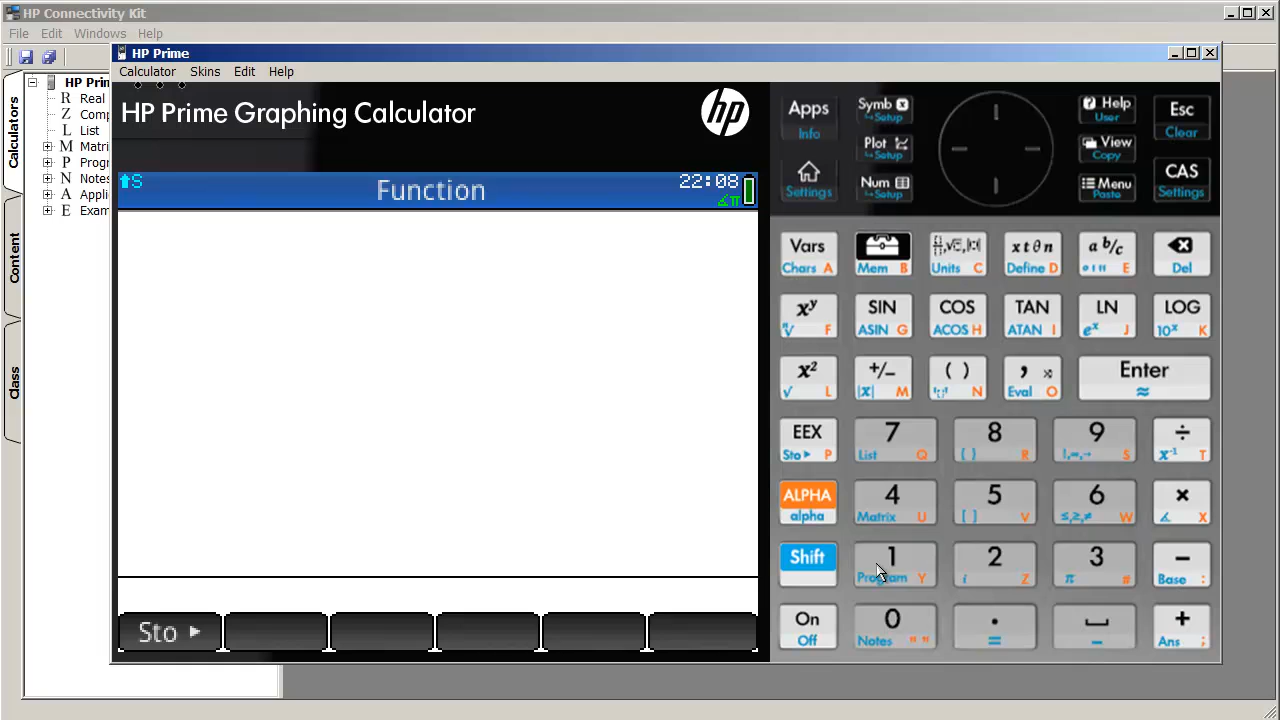 HP Connectivity Kit
File Edit Windows Help
HP Prime
Calculator Skins Edit Help
Calculators
Content
class
HP Prim
R Real
Z Comp
L List
M Matri
P Prog
N Notes
A Appli
E Exam
HP Prime Graphing Calculator
hp
↑S Function 22:08
∡π
Sto ▶
Apps
Info
Symb
↪Setup
Plot
↪Setup
Num
↪Setup
Settings
? Help
User
View
Copy
Menu
Paste
Esc
Clear
CAS
Settings
Vars
Chars A
Mem B
Units C
x t θ n
Define D
a b/c
E
Del
xʸ
F
SIN
ASIN G
COS
ACOS H
TAN
ATAN I
LN
eˣ J
LOG
10ˣ K
x²
√ L
+/−
|x| M
( )
N
,
Eval O
Enter
≈
EEX
Sto ▸ P
7
List Q
8
{ } R
9
!,∞,→ S
÷
x⁻¹ T
ALPHA
alpha
4
Matrix U
5
[ ] V
6
≤,≥,≠ W
×
∡ X
Shift
1
Program Y
2
i Z
3
π #
−
Base :
On
Off
0
Notes " "
.
=
_
+
Ans ;